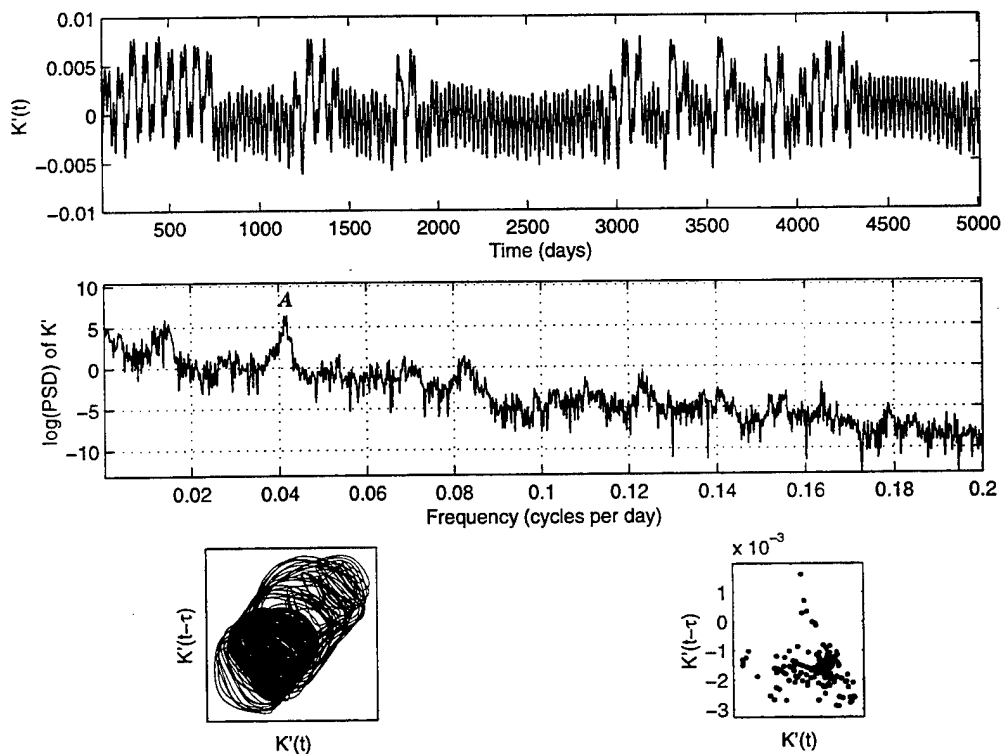 0.01
0.005
0
−0.005
−0.01
K'(t)
500 1000 1500 2000 2500 3000 3500 4000 4500 5000
Time (days)
10
5
0
−5
−10
log(PSD) of K'
A
0.02 0.04 0.06 0.08 0.1 0.12 0.14 0.16 0.18 0.2
Frequency (cycles per day)
K'(t−τ)
K'(t)
x 10⁻³
1
0
−1
−2
−3
K'(t−τ)
K'(t)